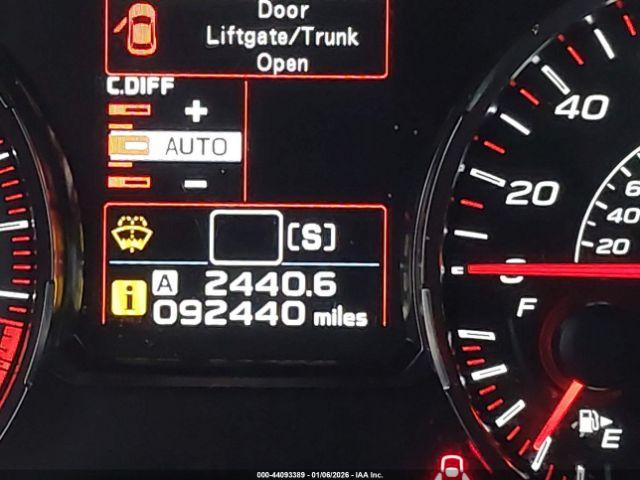 Door
Liftgate/Trunk
Open
C.DIFF
+
AUTO
-
[S]
i A 2440.6
092440 miles
40
20
0
60
40
20
F
E
000-44093389 - 01/06/2026 - IAA Inc.